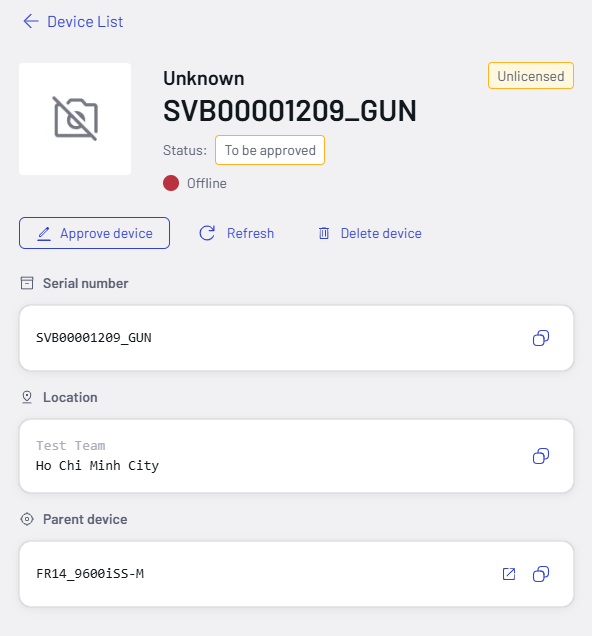 Device List
Unknown
Unlicensed
SVB00001209_GUN
Status: To be approved
Offline
Approve device Refresh Delete device
Serial number
SVB00001209_GUN
Location
Test Team
Ho Chi Minh City
Parent device
FR14_9600iSS-M